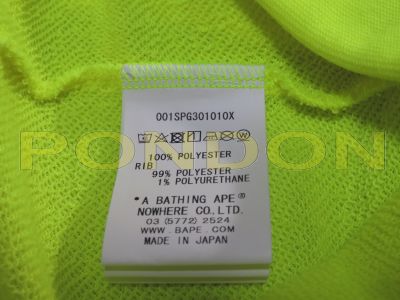 001SPG301010X
100% POLYESTER
RIB
99% POLYESTER
1% POLYURETHANE
*A BATHING APE®
NOWHERE CO., LTD.
03 (5772) 2524
WWW. BAPE. COM
MADE IN JAPAN
PONDON